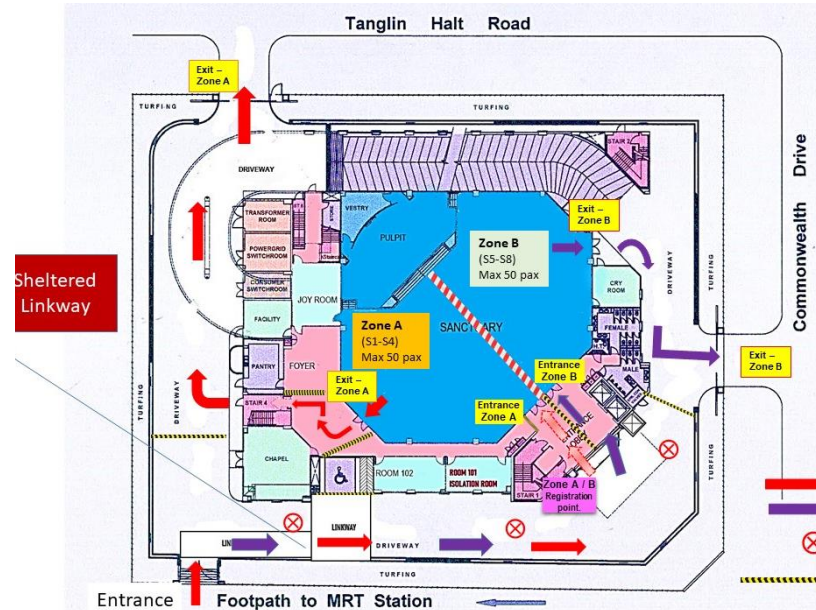 Tanglin Halt Road
Exit –
Zone A
TURFING
TURFING
TURFING
DRIVEWAY
STAIR 2
Commonwealth Drive
TRANSFORMER
ROOM
STORE
VESTRY
PULPIT
Zone B
(S5-S8)
Max 50 pax
Exit –
Zone B
POWERGRID
SWITCHROOM
CONSUMER
SWITCHROOM
Sheltered
Linkway
JOY ROOM
CRY
ROOM
DRIVEWAY
FACILITY
Zone A
(S1-S4)
Max 50 pax
SANCTUARY
FEMALE
MALE
Exit –
Zone B
PANTRY
FOYER
Exit –
Zone A
Entrance
Zone B
Entrance
Zone A
STAIR 4
DRIVEWAY
TURFING
CHAPEL
ROOM 102
ROOM 101
ISOLATION ROOM
STAIR 1
Zone A / B
Registration
point.
TURFING
LINKWAY
DRIVEWAY
TURFING
TURFING
Entrance
Footpath to MRT Station